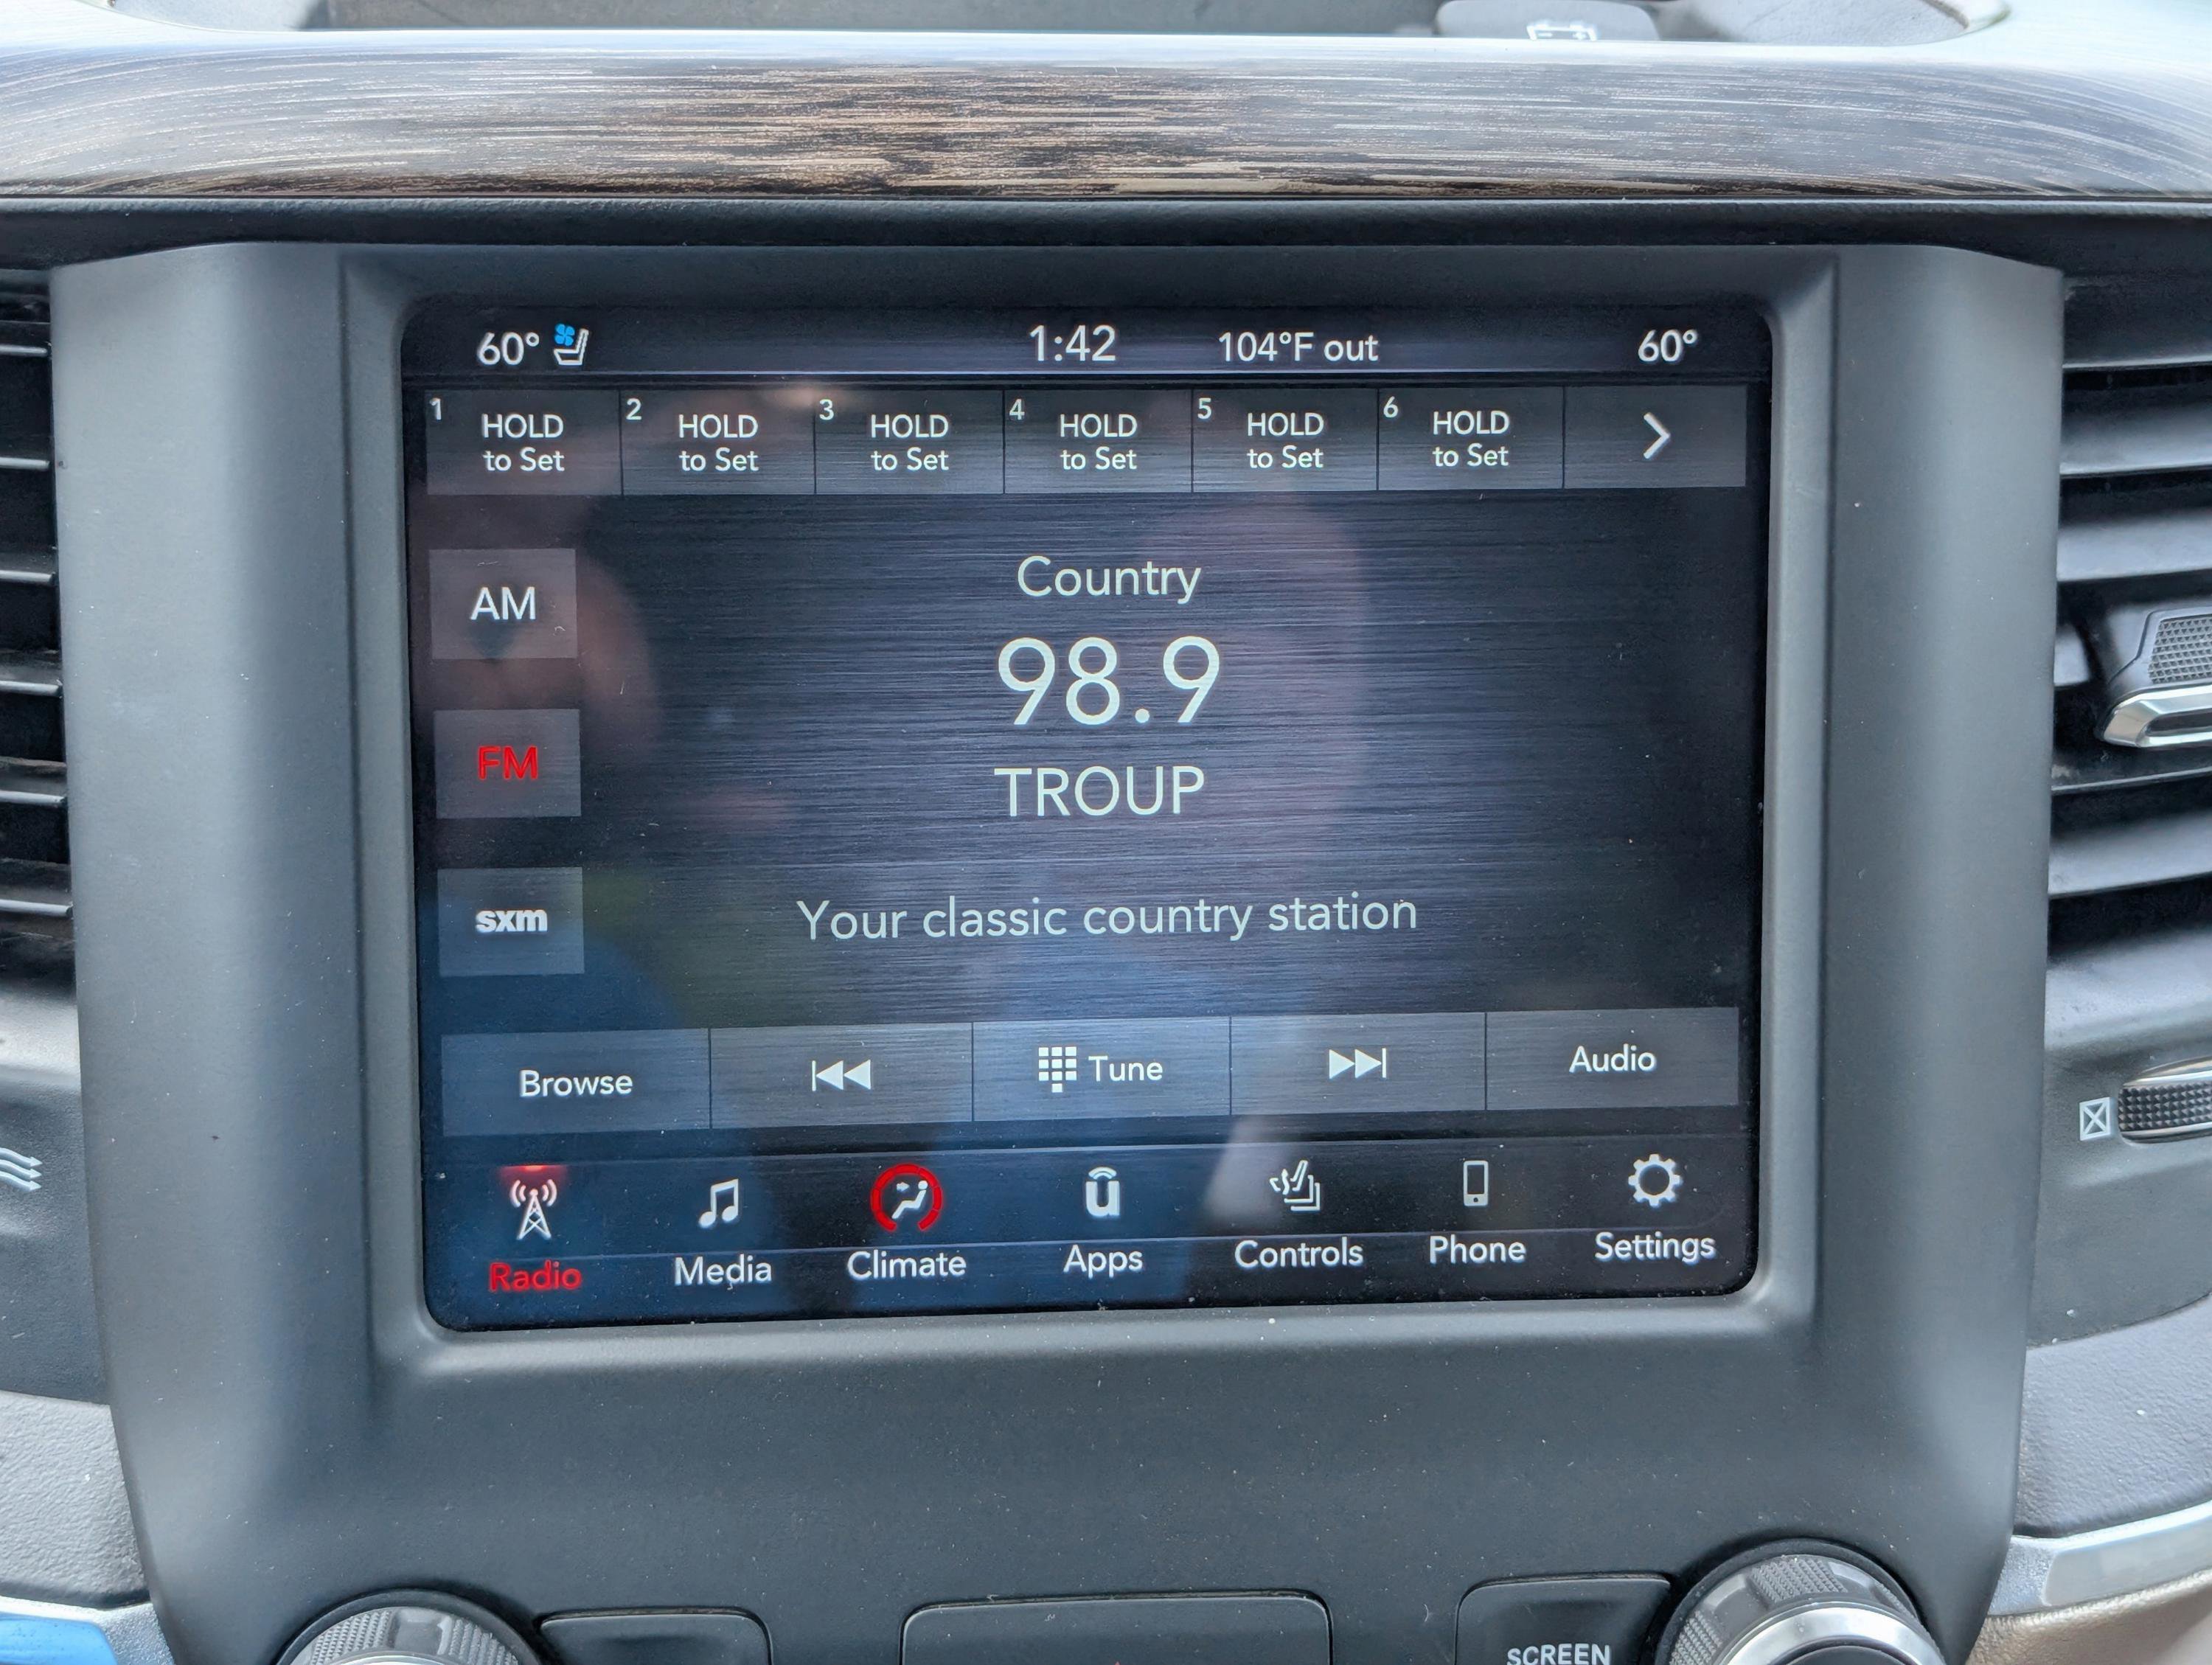 60° 1:42 104°F out 60°
1 HOLD to Set
2 HOLD to Set
3 HOLD to Set
4 HOLD to Set
5 HOLD to Set
6 HOLD to Set
AM
FM
sxm
Country
98.9
TROUP
Your classic country station
Browse Tune Audio
Radio Media Climate Apps Controls Phone Settings
SCREEN